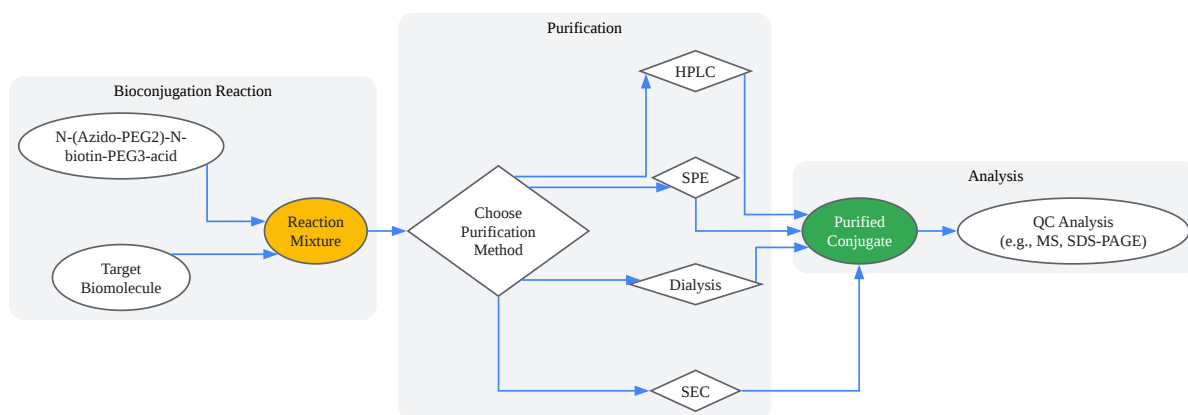 Bioconjugation Reaction
N-(Azido-PEG2)-N-
biotin-PEG3-acid
Target
Biomolecule
Reaction
Mixture
Purification
Choose
Purification
Method
HPLC
SPE
Dialysis
SEC
Analysis
Purified
Conjugate
QC Analysis
(e.g., MS, SDS-PAGE)